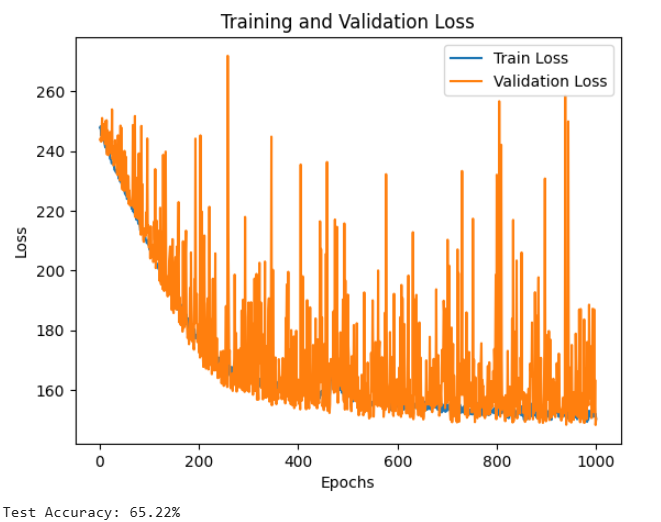 Training and Validation Loss
Train Loss
Validation Loss
260
240
220
200
180
160
Loss
0
200
400
600
800
1000
Epochs
Test Accuracy: 65.22%